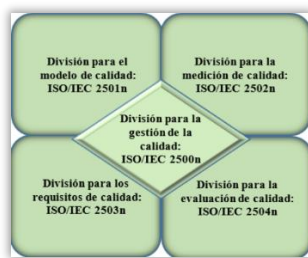 División para el
modelo de calidad:
ISO/IEC 2501n
División para la
medición de calidad:
ISO/IEC 2502n
División para la
gestión de la
calidad:
ISO/IEC 2500n
División para los
requisitos de calidad:
ISO/IEC 2503n
División para la
evaluación de calidad:
ISO/IEC 2504n